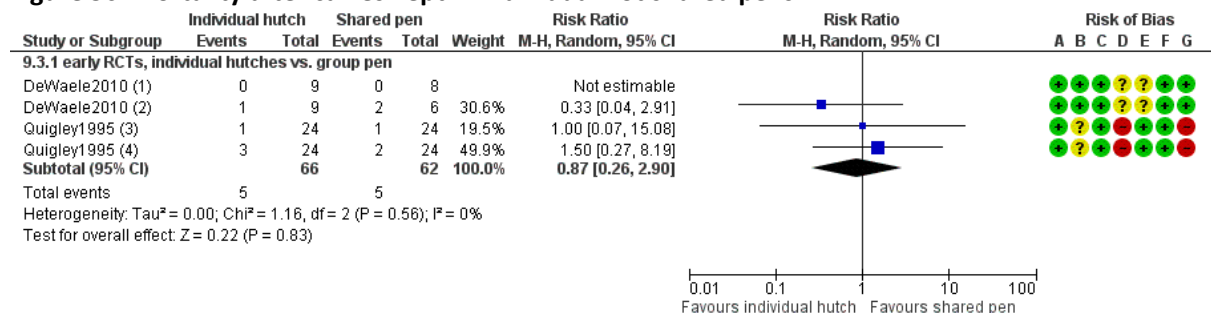 Individual hutch Shared pen Risk Ratio Risk Ratio Risk of Bias
Study or Subgroup Events Total Events Total Weight M-H, Random, 95% CI M-H, Random, 95% CI A B C D E F G
9.3.1 early RCTs, individual hutches vs. group pen
DeWaele2010 (1) 0 9 0 8 Not estimable + + + ? ? + +
DeWaele2010 (2) 1 9 2 6 30.6% 0.33 [0.04, 2.91] + + + ? ? + +
Quigley1995 (3) 1 24 1 24 19.5% 1.00 [0.07, 15.08] + ? + - + + -
Quigley1995 (4) 3 24 2 24 49.9% 1.50 [0.27, 8.19] + ? + - + + -
Subtotal (95% CI) 66 62 100.0% 0.87 [0.26, 2.90]
Total events 5 5
Heterogeneity: Tau² = 0.00; Chi² = 1.16, df = 2 (P = 0.56); I² = 0%
Test for overall effect: Z = 0.22 (P = 0.83)
0.01 0.1 1 10 100
Favours individual hutch Favours shared pen